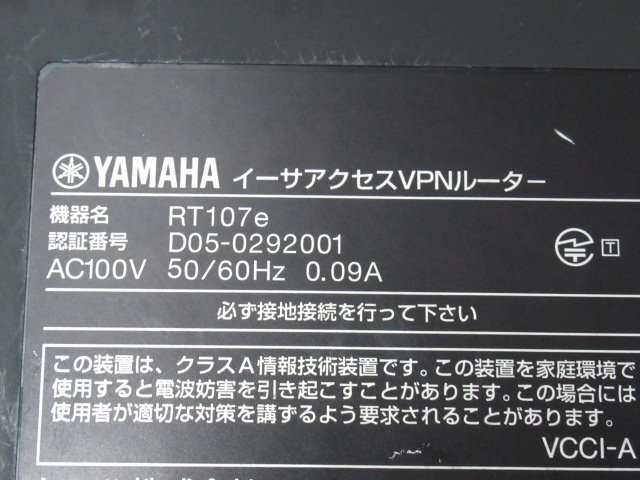 YAMAHA イーサアクセスVPNルーター
機器名 RT107e
認証番号 D05-0292001
T
AC100V 50/60Hz 0.09A
必ず接地接続を行って下さい
この装置は、クラスA情報技術装置です。この装置を家庭環境で
使用すると電波妨害を引き起こすことがあります。この場合には
使用者が適切な対策を講ずるよう要求されることがあります。
VCCI-A